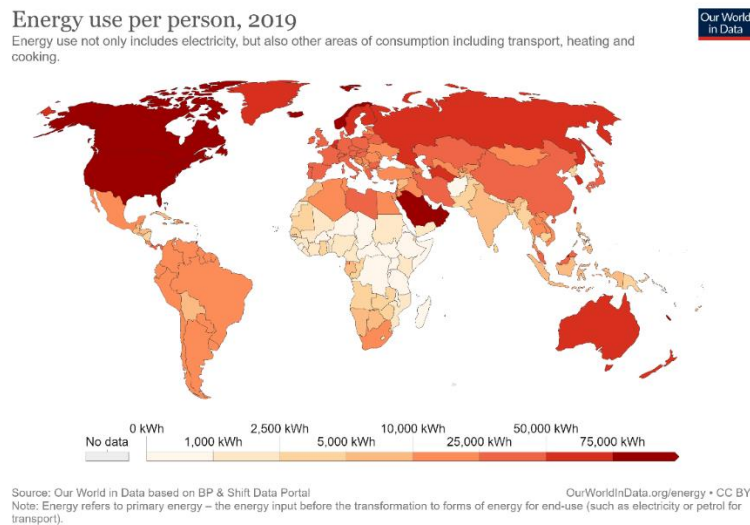 Energy use per person, 2019
Our World
in Data
Energy use not only includes electricity, but also other areas of consumption including transport, heating and
cooking.
0 kWh 2,500 kWh 10,000 kWh 50,000 kWh
No data 1,000 kWh 5,000 kWh 25,000 kWh 75,000 kWh
Source: Our World in Data based on BP & Shift Data Portal OurWorldInData.org/energy • CC BY
Note: Energy refers to primary energy – the energy input before the transformation to forms of energy for end-use (such as electricity or petrol for
transport).